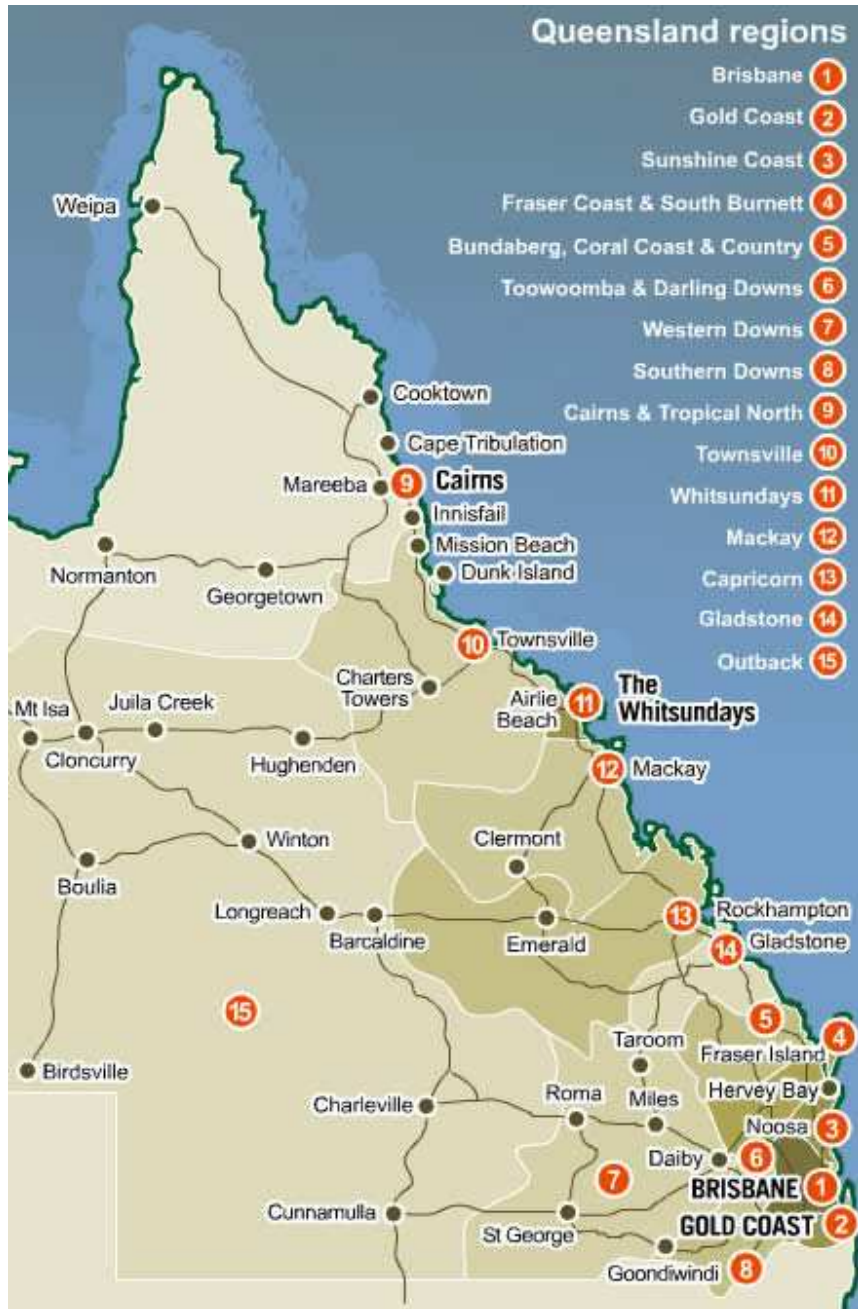 Queensland regions
Brisbane 1
Gold Coast 2
Sunshine Coast 3
Fraser Coast & South Burnett 4
Bundaberg, Coral Coast & Country 5
Toowoomba & Darling Downs 6
Western Downs 7
Southern Downs 8
Cairns & Tropical North 9
Townsville 10
Whitsundays 11
Mackay 12
Capricorn 13
Gladstone 14
Outback 15
Weipa
Cooktown
Cape Tribulation
Mareeba
9 Cairns
Innisfail
Mission Beach
Dunk Island
Normanton
Georgetown
10 Townsville
Charters
Towers
Airlie
Beach
11 The
Whitsundays
Mt Isa
Juila Creek
Cloncurry
Hughenden
12 Mackay
Clermont
Winton
Boulia
Longreach
Barcaldine
Emerald
13 Rockhampton
14 Gladstone
15
5
4
Taroom
Fraser Island
Birdsville
Hervey Bay
Charleville
Roma
Miles
Noosa 3
Daiby
6
7
BRISBANE 1
Cunnamulla
St George
GOLD COAST 2
Goondiwindi
8